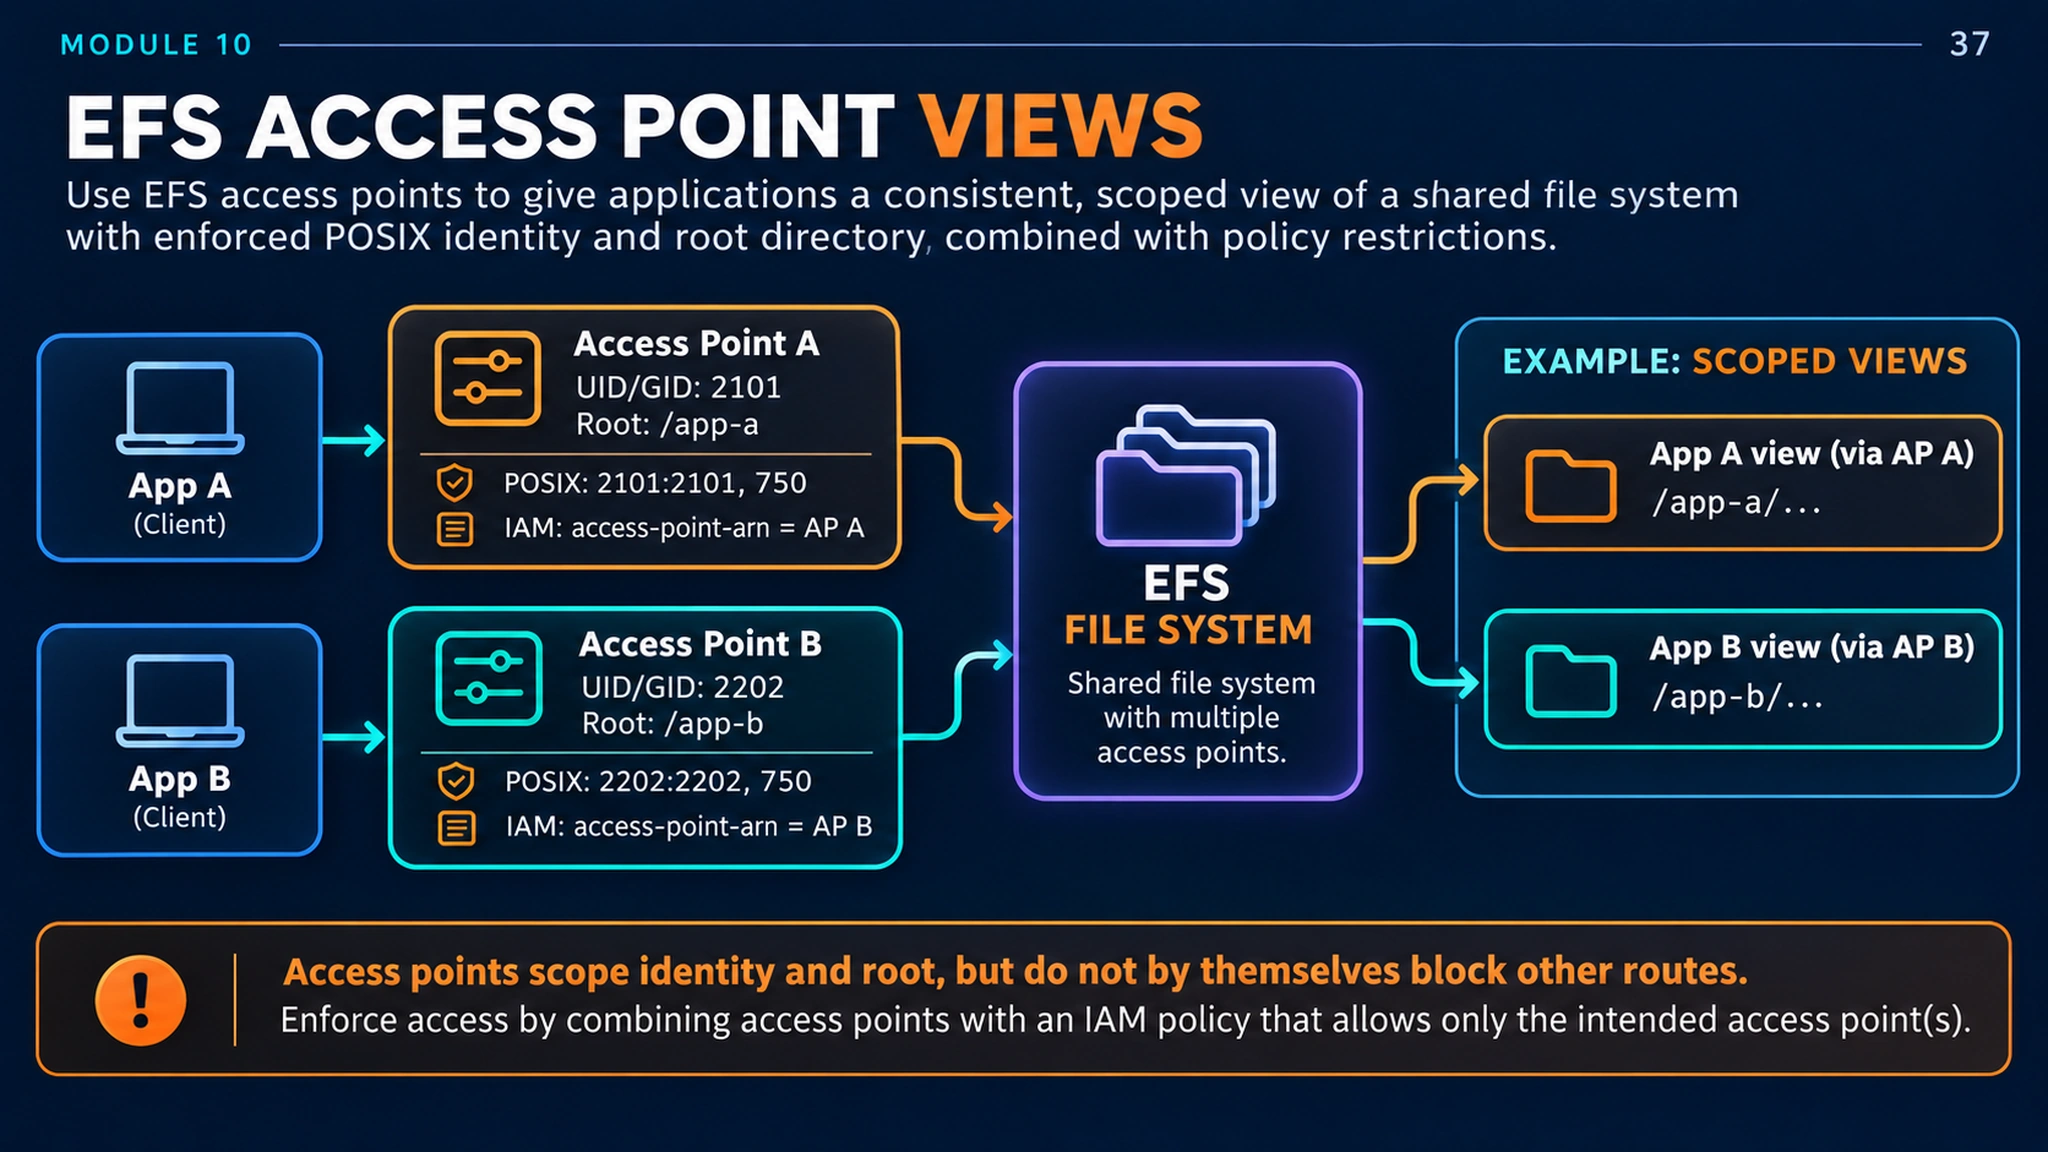 MODULE 10
37
EFS ACCESS POINT VIEWS
Use EFS access points to give applications a consistent, scoped view of a shared file system
with enforced POSIX identity and root directory, combined with policy restrictions.
App A
(Client)
Access Point A
UID/GID: 2101
Root: /app-a
POSIX: 2101:2101, 750
IAM: access-point-arn = AP A
App B
(Client)
Access Point B
UID/GID: 2202
Root: /app-b
POSIX: 2202:2202, 750
IAM: access-point-arn = AP B
EFS
FILE SYSTEM
Shared file system
with multiple
access points.
EXAMPLE: SCOPED VIEWS
App A view (via AP A)
/app-a/...
App B view (via AP B)
/app-b/...
Access points scope identity and root, but do not by themselves block other routes.
Enforce access by combining access points with an IAM policy that allows only the intended access point(s).